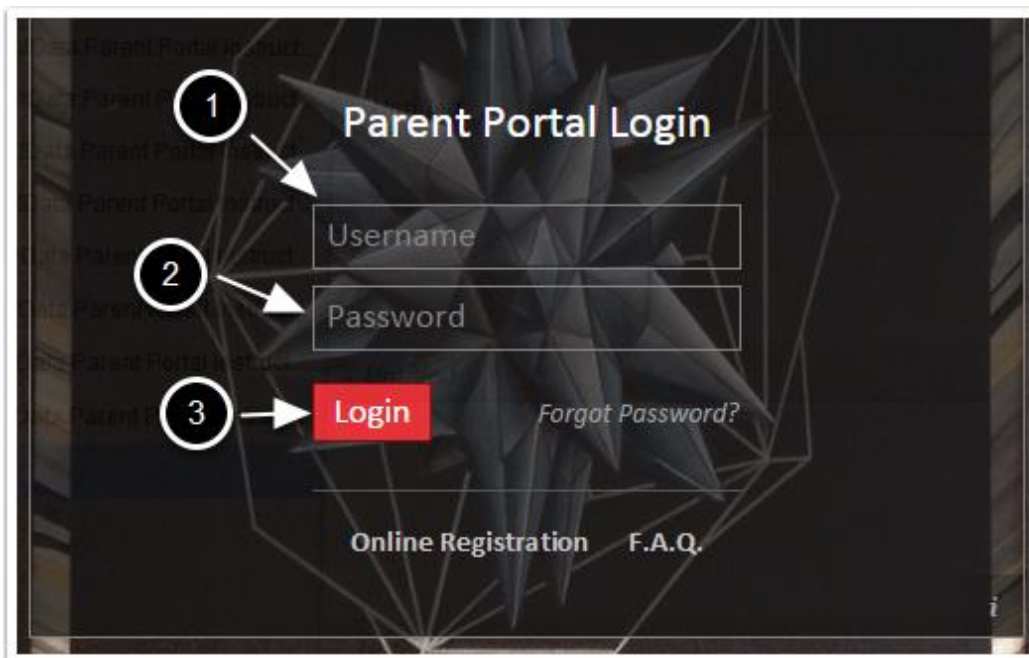 1
Parent Portal Login
Username
2
Password
3
Login
Forgot Password?
Online Registration F.A.Q.
i